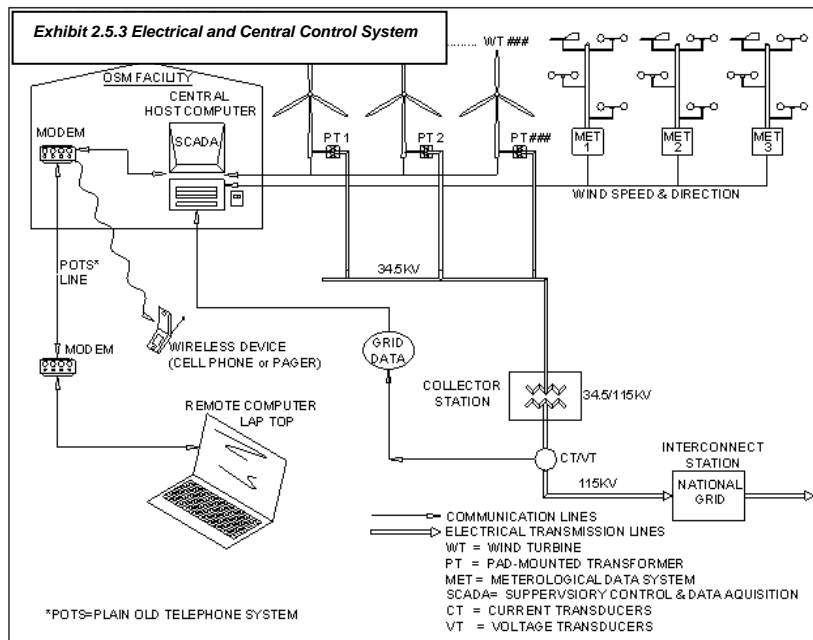 Exhibit 2.5.3 Electrical and Central Control System
......... WT ###
OSM FACILITY
CENTRAL
HOST COMPUTER
MODEM
SCADA
PT 1
PT 2
PT###
MET
1
MET
2
MET
3
WIND SPEED & DIRECTION
34.5KV
POTS*
LINE
GRID
DATA
MODEM
WIRELESS DEVICE
(CELL PHONE or PAGER)
COLLECTOR
STATION
34.5/115KV
REMOTE COMPUTER
LAP TOP
CT/VT
115KV
INTERCONNECT
STATION
NATIONAL
GRID
COMMUNICATION LINES
ELECTRICAL TRANSMISSION LINES
WT = WIND TURBINE
PT = PAD-MOUNTED TRANSFORMER
MET = METEROLOGICAL DATA SYSTEM
SCADA= SUPPERVSIORY CONTROL & DATA AQUISITION
CT = CURRENT TRANSDUCERS
VT = VOLTAGE TRANSDUCERS
*POTS=PLAIN OLD TELEPHONE SYSTEM